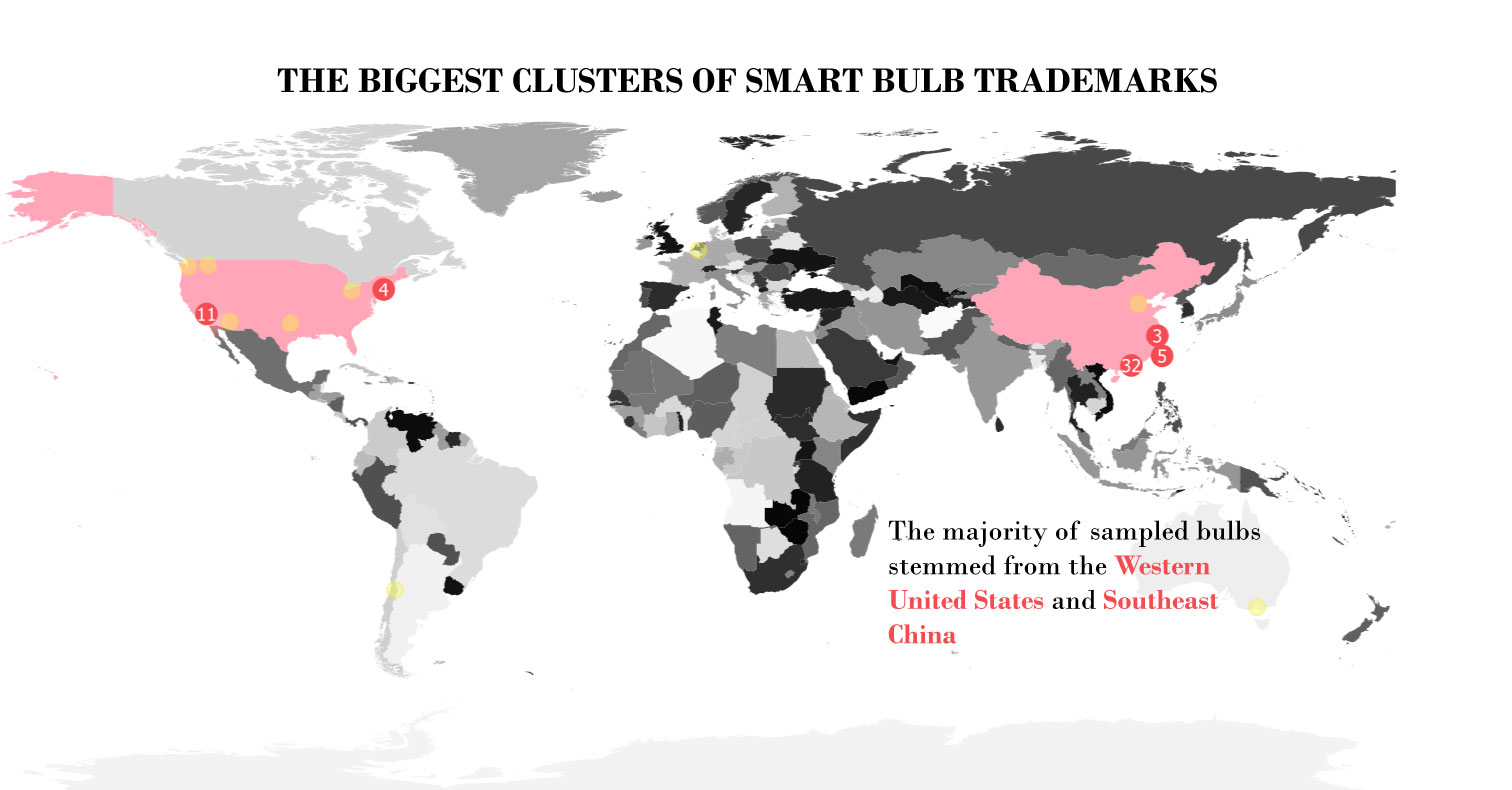 THE BIGGEST CLUSTERS OF SMART BULB TRADEMARKS
4
11
3
5
32
The majority of sampled bulbs
stemmed from the Western
United States and Southeast
China